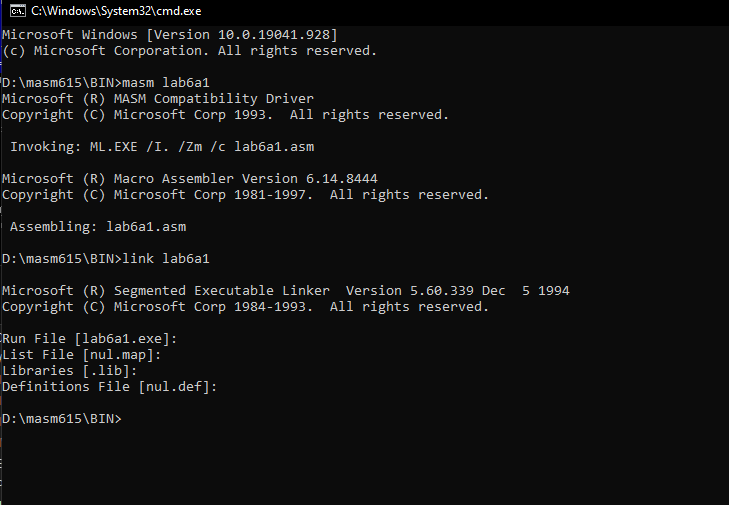 C:\Windows\System32\cmd.exe
Microsoft Windows [Version 10.0.19041.928]
(c) Microsoft Corporation. All rights reserved.
D:\masm615\BIN>masm lab6a1
Microsoft (R) MASM Compatibility Driver
Copyright (C) Microsoft Corp 1993.  All rights reserved.
 Invoking: ML.EXE /I. /Zm /c lab6a1.asm
Microsoft (R) Macro Assembler Version 6.14.8444
Copyright (C) Microsoft Corp 1981-1997.  All rights reserved.
 Assembling: lab6a1.asm
D:\masm615\BIN>link lab6a1
Microsoft (R) Segmented Executable Linker  Version 5.60.339 Dec  5 1994
Copyright (C) Microsoft Corp 1984-1993.  All rights reserved.
Run File [lab6a1.exe]:
List File [nul.map]:
Libraries [.lib]:
Definitions File [nul.def]:
D:\masm615\BIN>